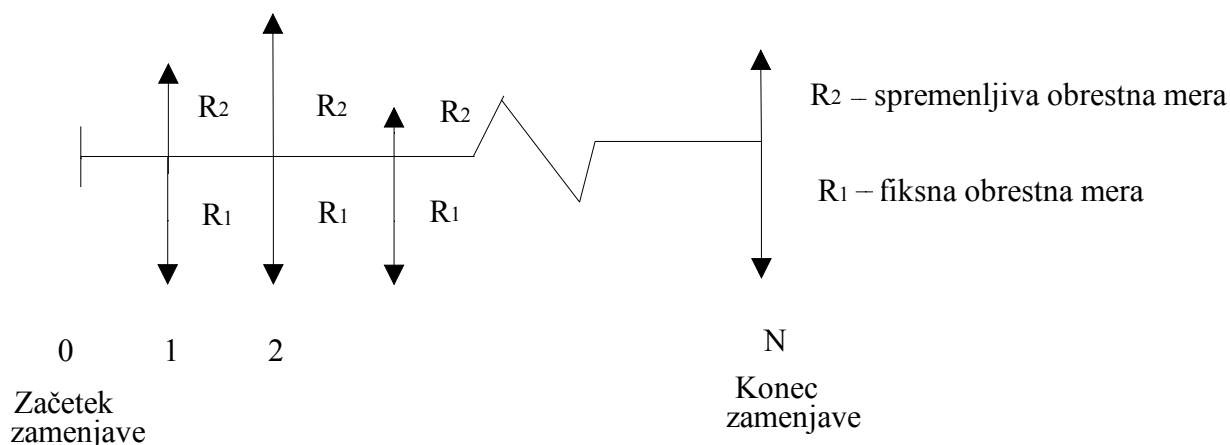 R2 R2 R2 R2 – spremenljiva obrestna mera
R1 R1 R1 R1 – fiksna obrestna mera
0 1 2 N
Začetek
zamenjave
Konec
zamenjave